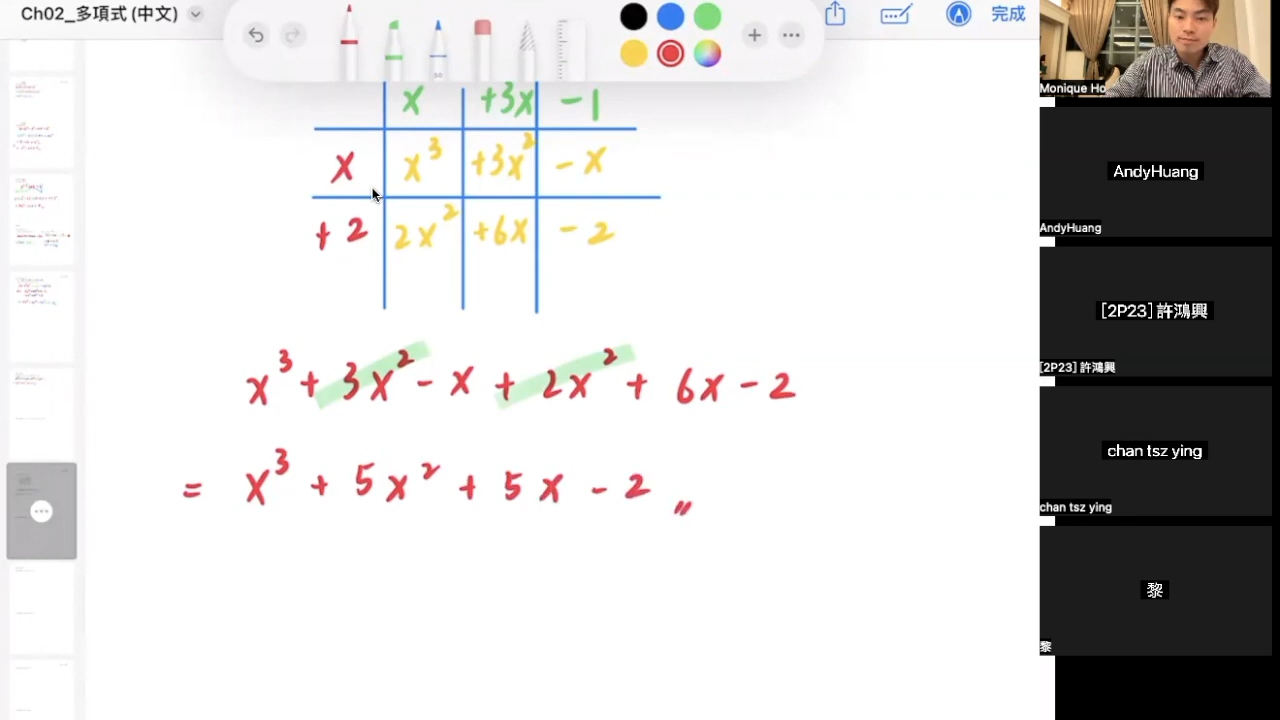 Ch02_多項式 (中文)
完成
50
x +3x -1
x x³ +3x² -x
+2 2x² +6x -2
x³ + 3x² - x + 2x² + 6x - 2
= x³ + 5x² + 5x - 2 〃
Monique Ho
AndyHuang
AndyHuang
[2P23] 許鴻興
[2P23] 許鴻興
chan tsz ying
chan tsz ying
黎
黎